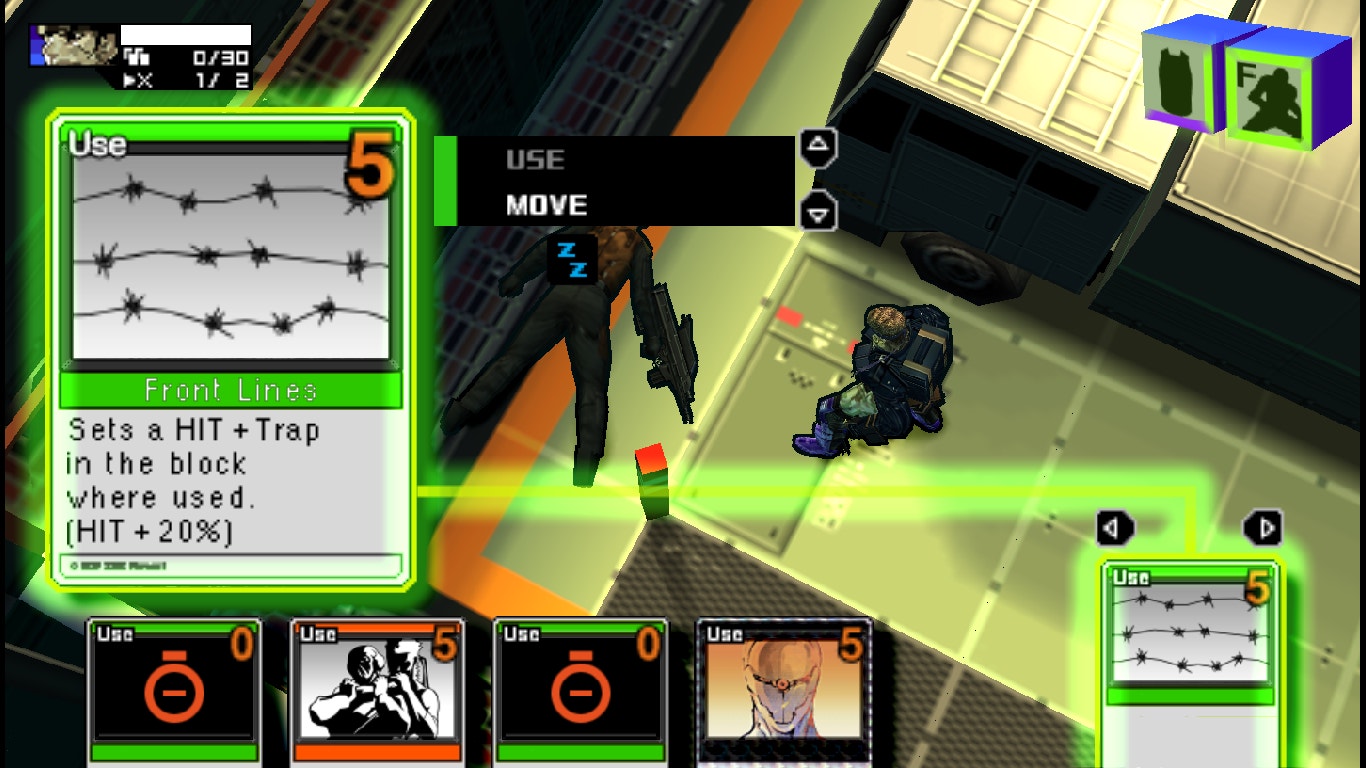 0/30
1/ 2
Use
5
USE
MOVE
F
Z
Z
Front Lines
Sets a HIT + Trap
in the block
where used.
(HIT + 20%)
Use
5
Use
0
Use
5
Use
0
Use
5